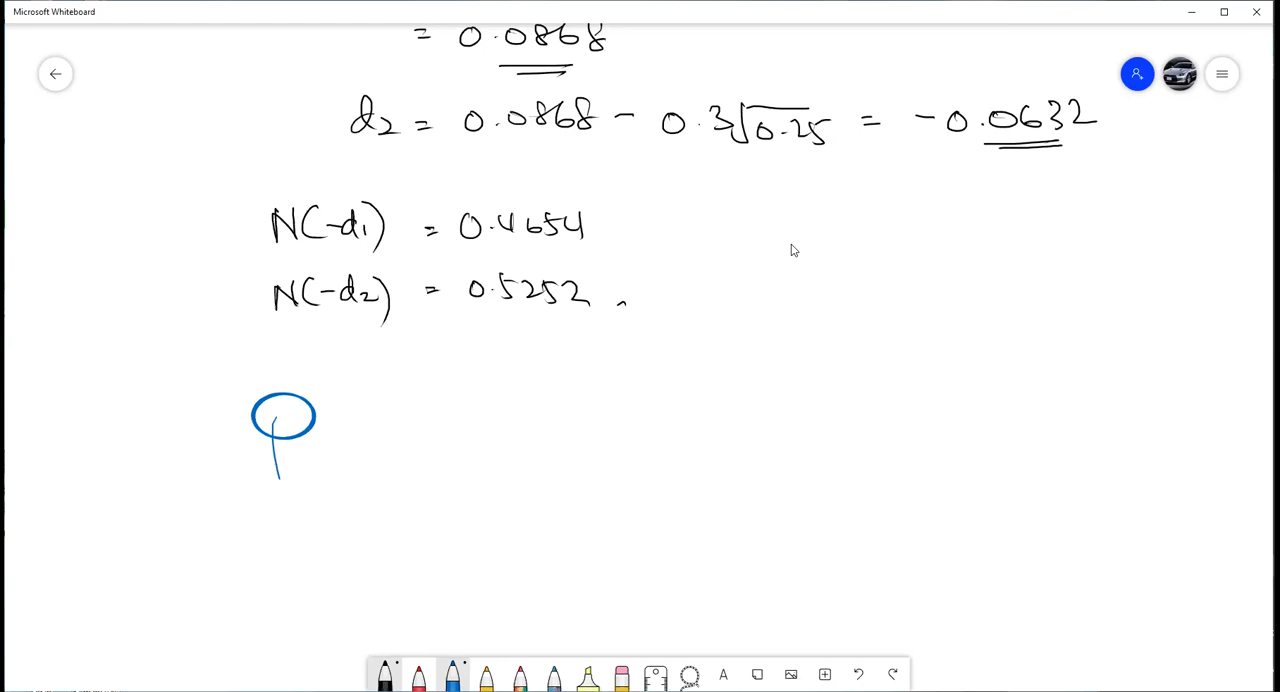 Microsoft Whiteboard
= 0.0868
d2 = 0.0868 - 0.3√0.25 = -0.0632
N(-d1) = 0.4654
N(-d2) = 0.5252
P
A